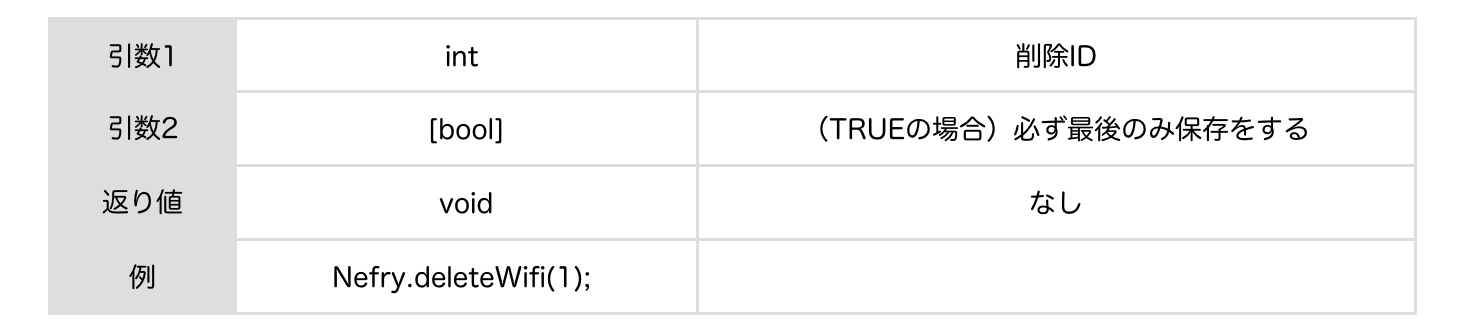 引数1 int 削除ID
引数2 [bool] （TRUEの場合）必ず最後のみ保存をする
返り値 void なし
例 Nefry.deleteWifi(1);